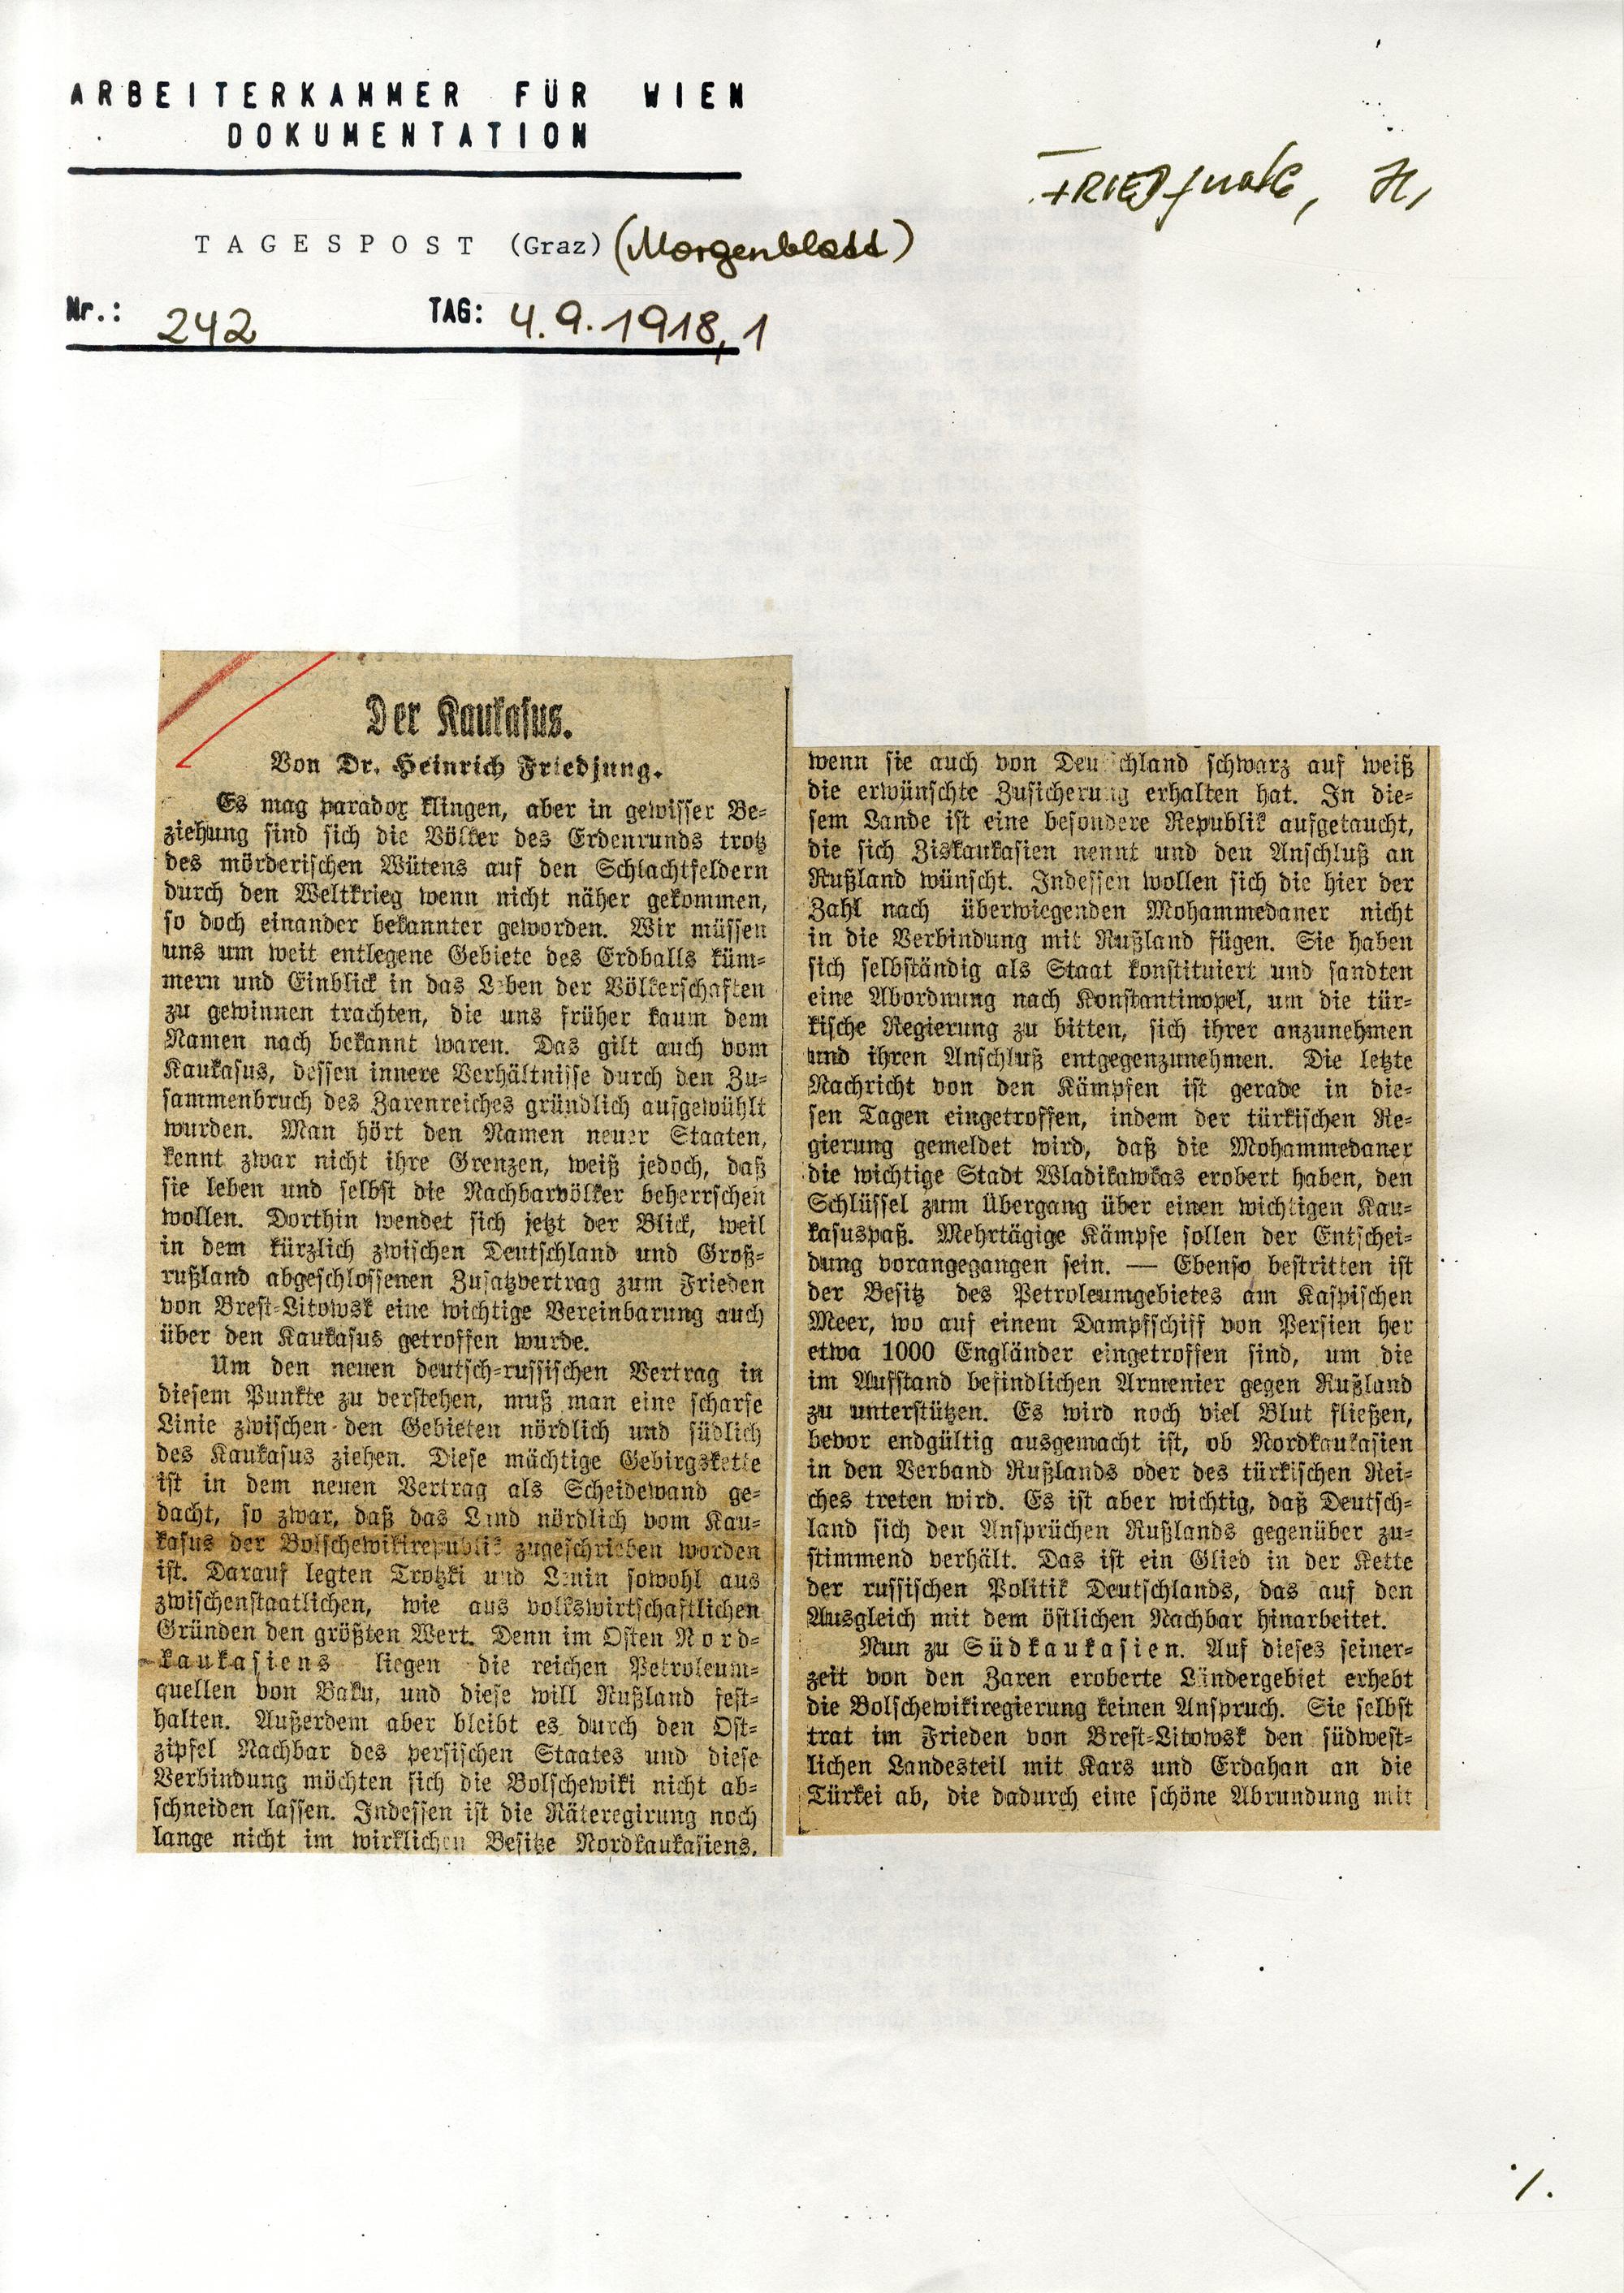 ARBEITERKAMMER FÜR WIEN
DOKUMENTATION
FRIEDJUNG, H,
TAGESPOST (Graz) (Morgenblatt)
Nr.: 242 TAG: 4.9.1918, 1
Der Kaukasus.
Von Dr. Heinrich Friedjung.
Es mag paradox klingen, aber in gewisser Be-
ziehung sind sich die Völker des Erdenrunds trotz
des mörderischen Wütens auf den Schlachtfeldern
durch den Weltkrieg wenn nicht näher gekommen,
so doch einander bekannter geworden. Wir müssen
uns um weit entlegene Gebiete des Erdballs küm-
mern und Einblick in das Leben der Völkerschaften
zu gewinnen trachten, die uns früher kaum dem
Namen nach bekannt waren. Das gilt auch vom
Kaukasus, dessen innere Verhältnisse durch den Zu-
sammenbruch des Zarenreiches gründlich aufgewühlt
wurden. Man hört den Namen neuer Staaten,
kennt zwar nicht ihre Grenzen, weiß jedoch, daß
sie leben und selbst die Nachbarvölker beherrschen
wollen. Dorthin wendet sich jetzt der Blick, weil
in dem kürzlich zwischen Deutschland und Groß-
rußland abgeschlossenen Zusatzvertrag zum Frieden
von Brest-Litowsk eine wichtige Vereinbarung auch
über den Kaukasus getroffen wurde.
Um den neuen deutsch-russischen Vertrag in
diesem Punkte zu verstehen, muß man eine scharfe
Linie zwischen den Gebieten nördlich und südlich
des Kaukasus ziehen. Diese mächtige Gebirgskette
ist in dem neuen Vertrag als Scheidewand ge-
dacht, so zwar, daß das Land nördlich vom Kau-
kasus der Bolschewikirepublik zugeschrieben worden
ist. Darauf legten Trotzki und Lenin sowohl aus
zwischenstaatlichen, wie aus volkswirtschaftlichen
Gründen den größten Wert. Denn im Osten Nord-
kaukasiens liegen die reichen Petroleum-
quellen von Baku, und diese will Rußland fest-
halten. Außerdem aber bleibt es durch den Ost-
zipfel Nachbar des persischen Staates und diese
Verbindung möchten sich die Bolschewiki nicht ab-
schneiden lassen. Indessen ist die Räteregirung noch
lange nicht im wirklichen Besitze Nordkaukasiens,
wenn sie auch von Deutschland schwarz auf weiß
die erwünschte Zusicherung erhalten hat. In die-
sem Lande ist eine besondere Republik aufgetaucht,
die sich Ziskaukasien nennt und den Anschluß an
Rußland wünscht. Indessen wollen sich die hier der
Zahl nach überwiegenden Mohammedaner nicht
in die Verbindung mit Rußland fügen. Sie haben
sich selbständig als Staat konstituiert und sandten
eine Abordnung nach Konstantinopel, um die tür-
kische Regierung zu bitten, sich ihrer anzunehmen
und ihren Anschluß entgegenzunehmen. Die letzte
Nachricht von den Kämpfen ist gerade in die-
sen Tagen eingetroffen, indem der türkischen Re-
gierung gemeldet wird, daß die Mohammedaner
die wichtige Stadt Wladikawkas erobert haben, den
Schlüssel zum Übergang über einen wichtigen Kau-
kasuspaß. Mehrtägige Kämpfe sollen der Entschei-
dung vorangegangen sein. — Ebenso bestritten ist
der Besitz des Petroleumgebietes am Kaspischen
Meer, wo auf einem Dampfschiff von Persien her
etwa 1000 Engländer eingetroffen sind, um die
im Aufstand befindlichen Armenier gegen Rußland
zu unterstützen. Es wird noch viel Blut fließen,
bevor endgültig ausgemacht ist, ob Nordkaukasien
in den Verband Rußlands oder des türkischen Rei-
ches treten wird. Es ist aber wichtig, daß Deutsch-
land sich den Ansprüchen Rußlands gegenüber zu-
stimmend verhält. Das ist ein Glied in der Kette
der russischen Politik Deutschlands, das auf den
Ausgleich mit dem östlichen Nachbar hinarbeitet.
Nun zu Südkaukasien. Auf dieses seiner-
zeit von den Zaren eroberte Ländergebiet erhebt
die Bolschewikiregierung keinen Anspruch. Sie selbst
trat im Frieden von Brest-Litowsk den südwest-
lichen Landesteil mit Kars und Erdahan an die
Türkei ab, die dadurch eine schöne Abrundung mit
./.